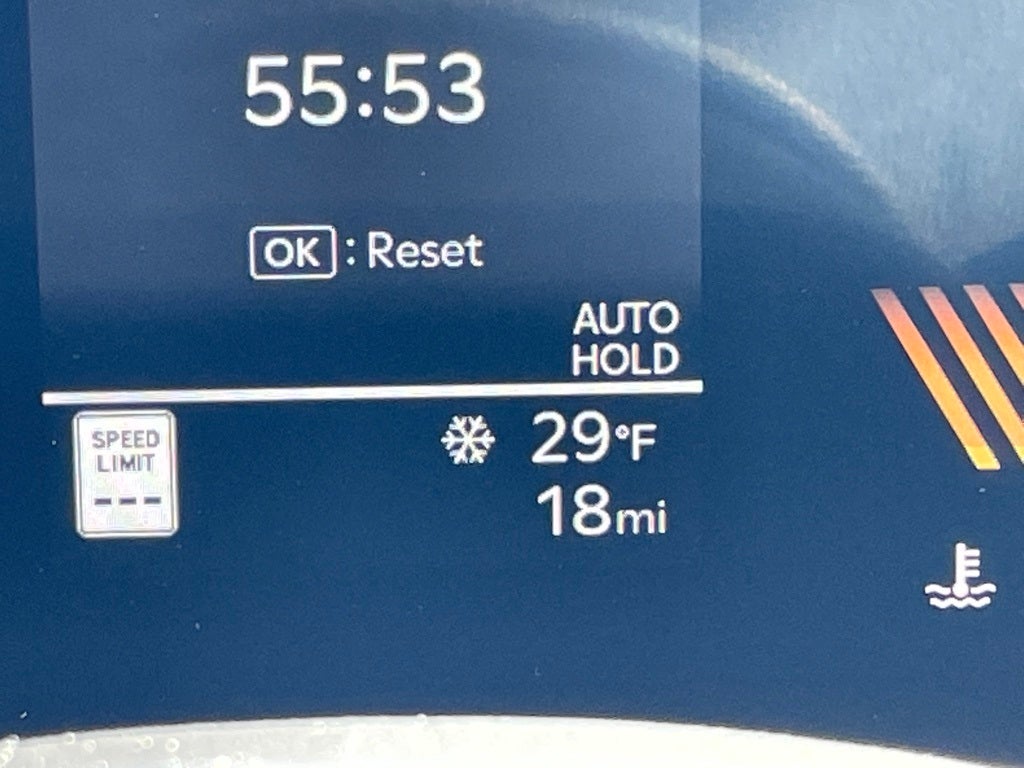 55:53
OK : Reset
AUTO
HOLD
SPEED
LIMIT
---
29°F
18mi